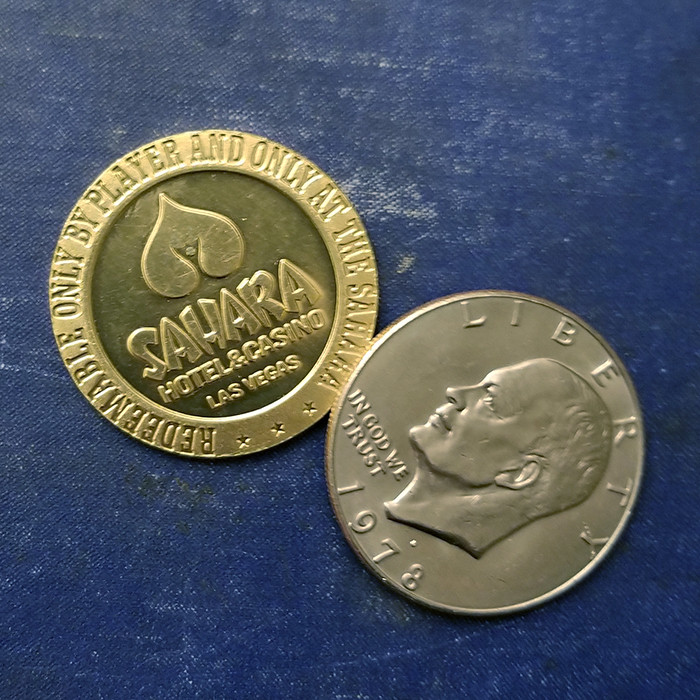 REDEEMABLE ONLY BY PLAYER AND ONLY AT THE SAHARA
SAHARA
HOTEL & CASINO
LAS VEGAS
LIBERTY
IN GOD WE
TRUST
1978